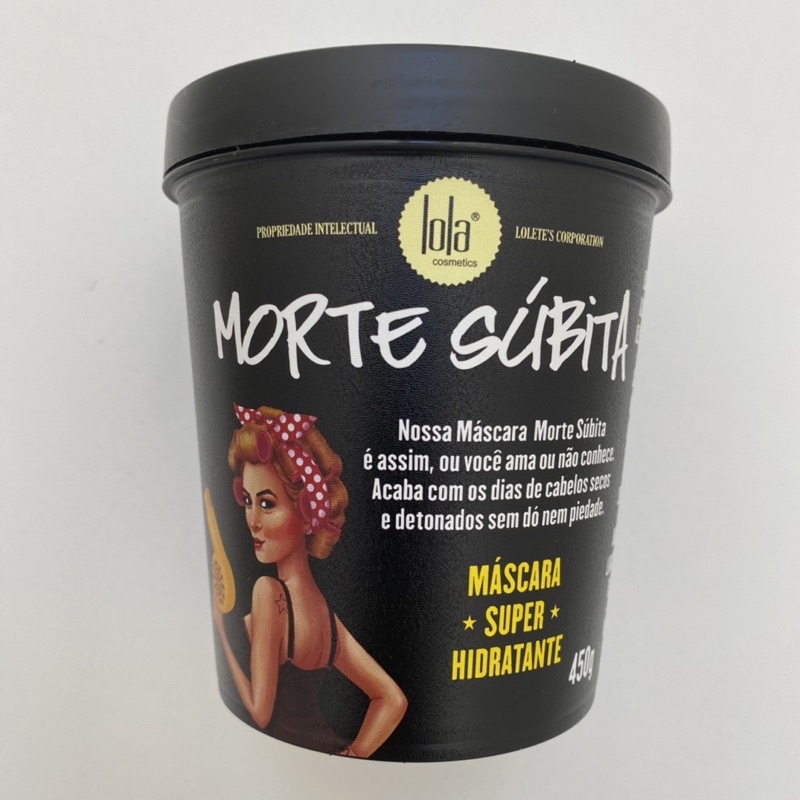 PROPRIEDADE INTELECTUAL
lola®
cosmetics
LOLETE'S CORPORATION
MORTE SÚBITA
Nossa Máscara Morte Súbita
é assim, ou você ama ou não conhece.
Acaba com os dias de cabelos secos
e detonados sem dó nem piedade.
MÁSCARA
★ SUPER ★
HIDRATANTE
450g